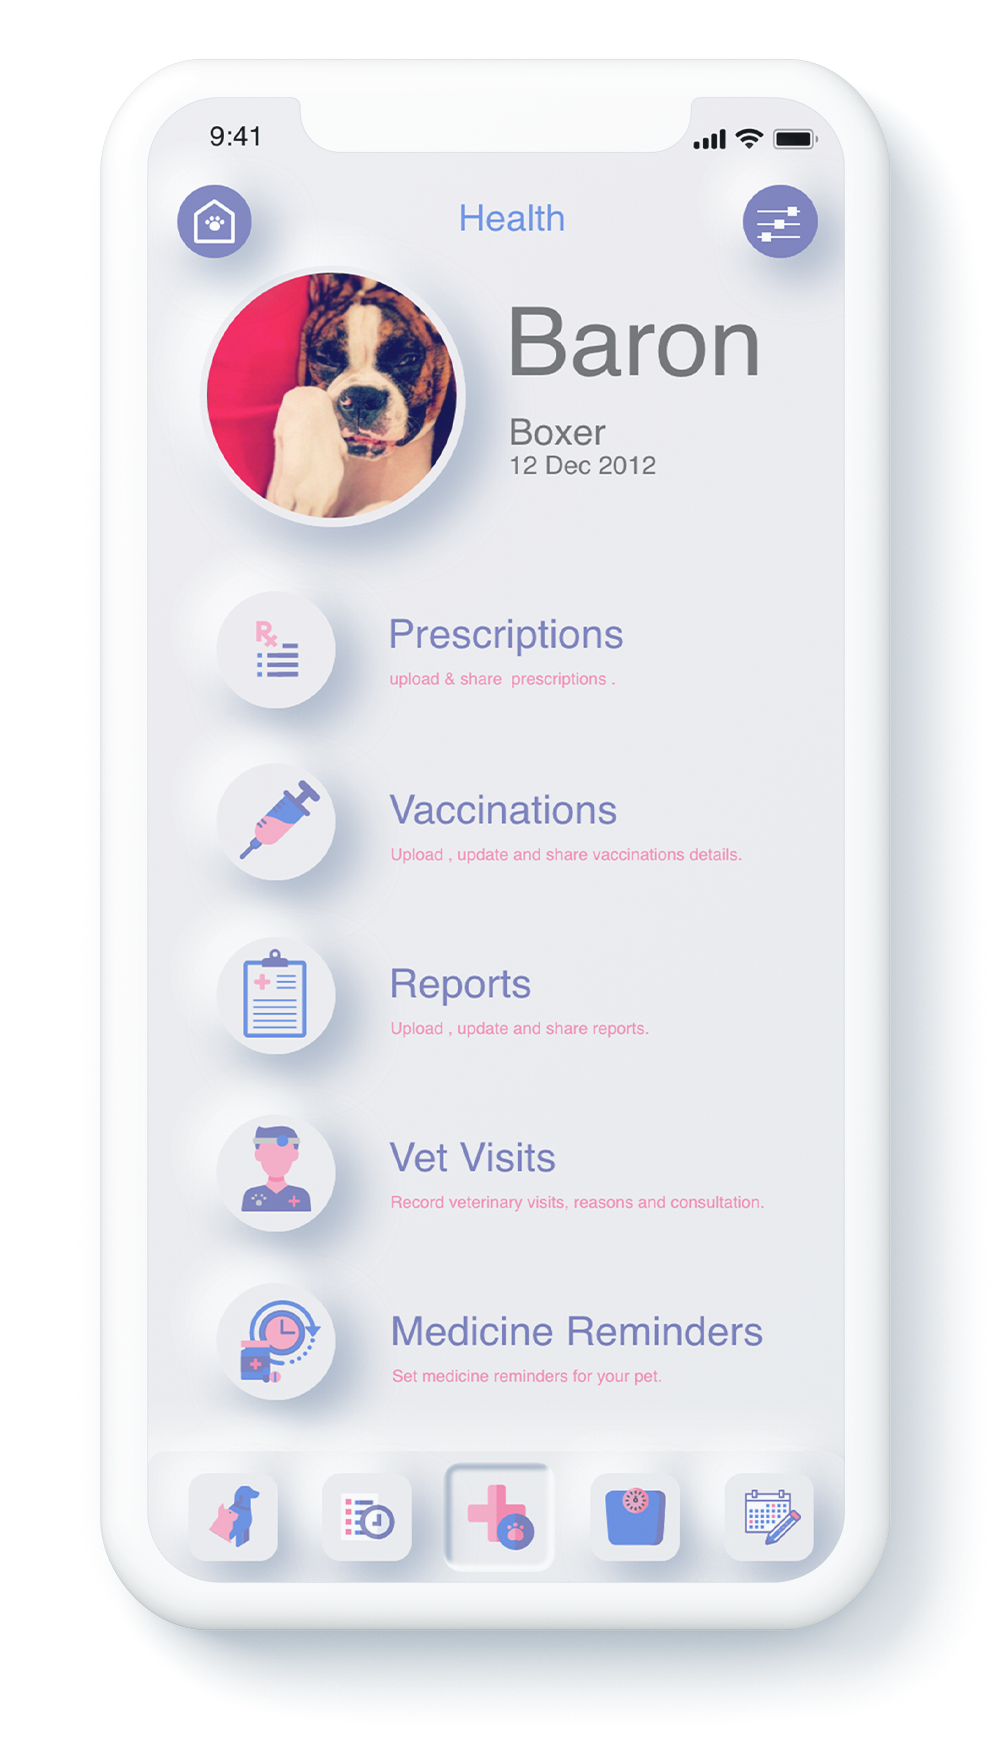 9:41
Health
Baron
Boxer
12 Dec 2012
Rx
Prescriptions
upload & share  prescriptions .
Vaccinations
Upload , update and share vaccinations details.
Reports
Upload , update and share reports.
Vet Visits
Record veterinary visits, reasons and consultation.
Medicine Reminders
Set medicine reminders for your pet.